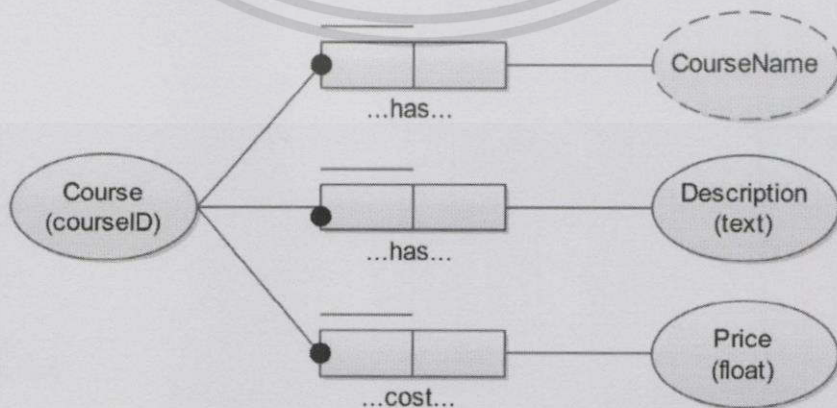 CourseName
...has...
Course
(courseID)
Description
(text)
...has...
Price
(float)
...cost...